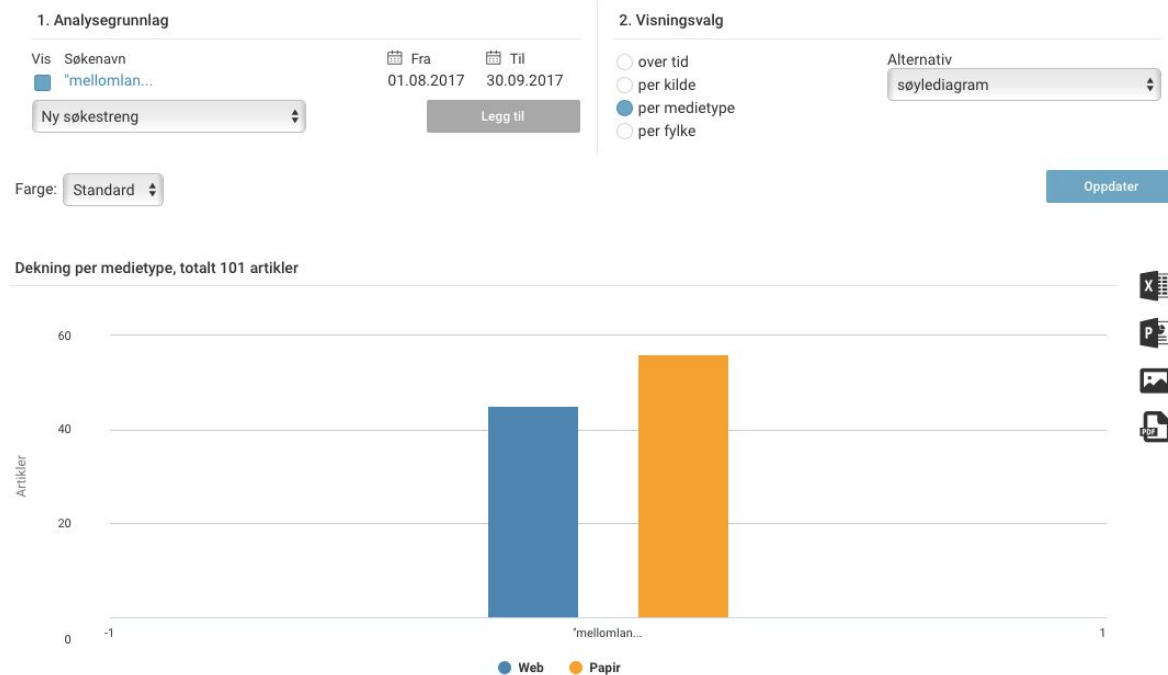 1. Analysegrunnlag
Vis Søkenavn Fra Til
"mellomlan... 01.08.2017 30.09.2017
Ny søkestreng Legg til
2. Visningsvalg
over tid
per kilde
per medietype
per fylke
Alternativ
søylediagram
Farge: Standard
Oppdater
Dekning per medietype, totalt 101 artikler
X
P
PDF
Artikler
60
40
20
0
-1 "mellomlan... 1
Web Papir